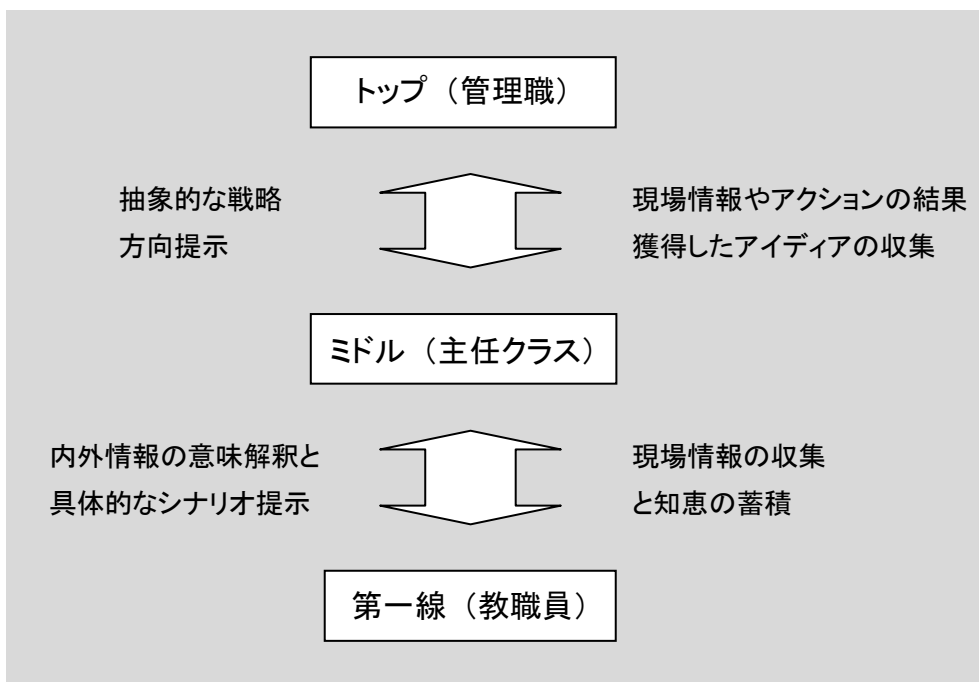 トップ（管理職）
抽象的な戦略
方向提示
現場情報やアクションの結果
獲得したアイディアの収集
ミドル（主任クラス）
内外情報の意味解釈と
具体的なシナリオ提示
現場情報の収集
と知恵の蓄積
第一線（教職員）